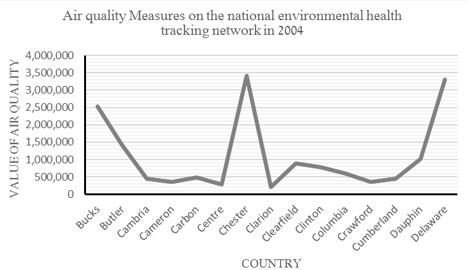 Air quality Measures on the national environmental health
tracking network in 2004
VALUE OF AIR QUALITY
4,000,000
3,500,000
3,000,000
2,500,000
2,000,000
1,500,000
1,000,000
500,000
0
Bucks
Butler
Cambria
Cameron
Carbon
Centre
Chester
Clarion
Clearfield
Clinton
Columbia
Crawford
Cumberland
Dauphin
Delaware
COUNTRY